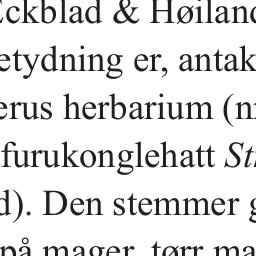 Eckblad & Høiland
etydning er, antak
erus herbarium (n
furukonglehatt St
d). Den stemmer g
på mager, tørr ma